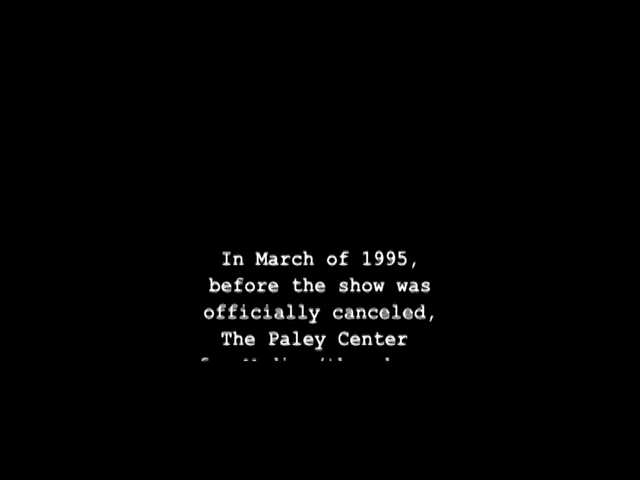 In March of 1995,
before the show was
officially canceled,
The Paley Center